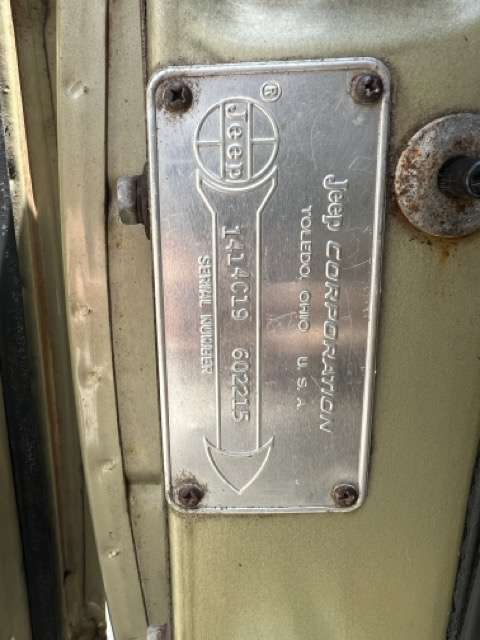 Jeep CORPORATION
TOLEDO, OHIO U.S.A
Jeep ®
1414C19 602215
SERIAL NUMBER